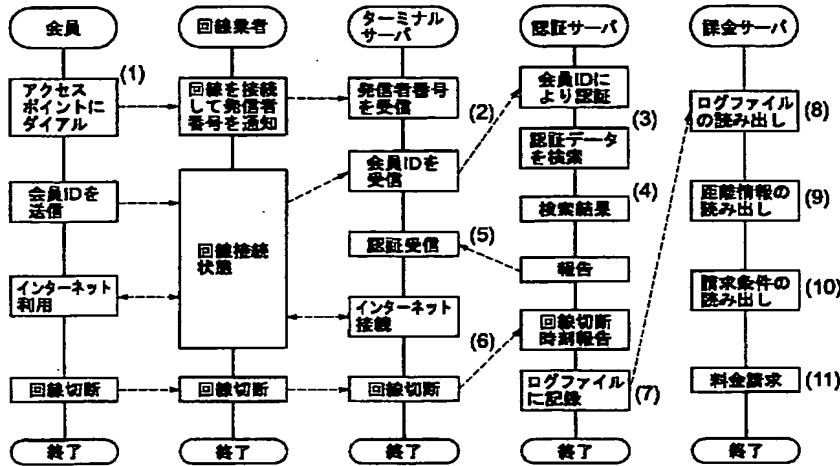 会員
回線業者
ターミナル
サーバ
認証サーバ
課金サーバ
アクセス
ポイントに
ダイアル
(1)
回線を接続
して発信者
番号を通知
発信者番号
を受信
(2)
会員IDに
より認証
(3)
ログファイル
の読み出し
(8)
認証データ
を検索
会員IDを
送信
会員IDを
受信
(4)
検索結果
距離情報の
読み出し
(9)
回線接続
状態
認証受信
(5)
報告
インターネット
利用
インターネット
接続
(6)
回線切断
時刻報告
請求条件の
読み出し
(10)
回線切断
回線切断
回線切断
ログファイル
に記録
(7)
料金請求
(11)
終了
終了
終了
終了
終了